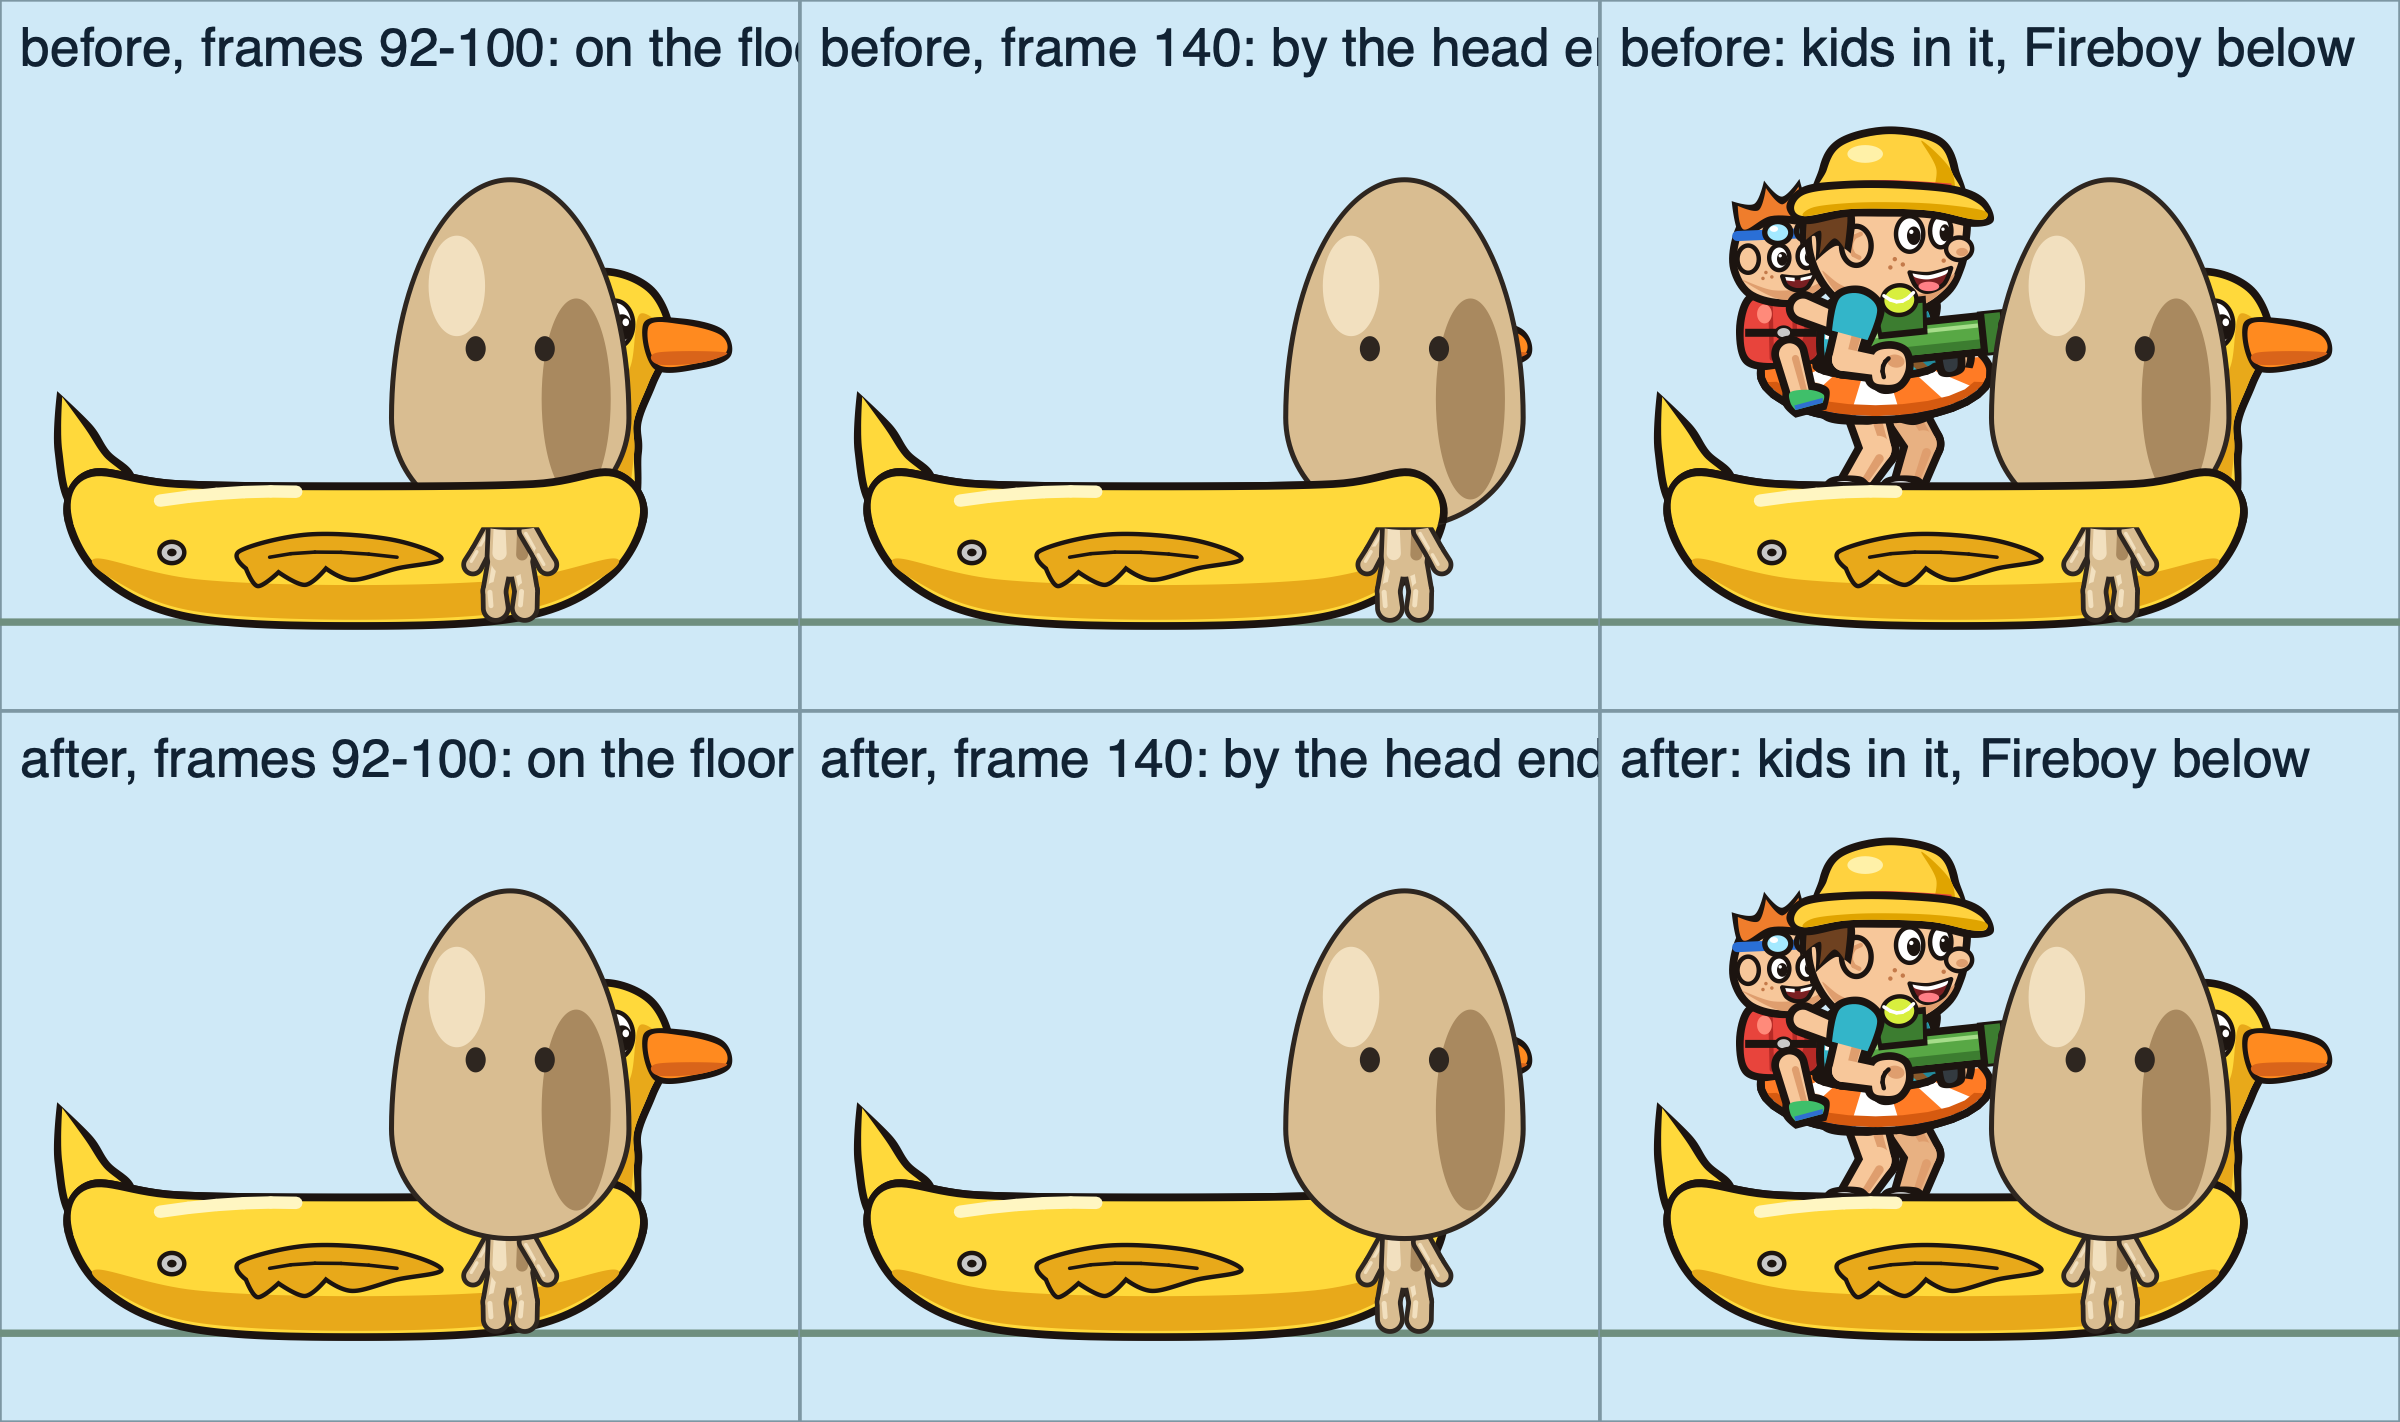 before, frames 92-100: on the floo
before, frame 140: by the head en
before: kids in it, Fireboy below
after, frames 92-100: on the floor
after, frame 140: by the head end
after: kids in it, Fireboy below